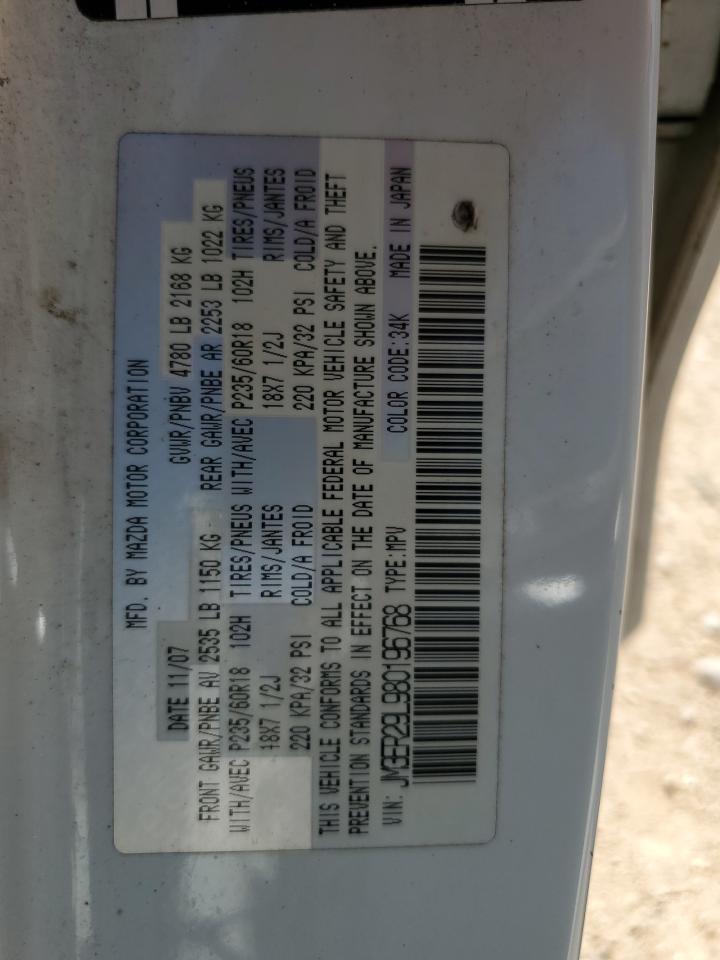 MFD. BY MAZDA MOTOR CORPORATION
DATE 11/07 GVWR/PNBV 4780 LB 2168 KG
FRONT GAWR/PNBE AV 2535 LB 1150 KG REAR GAWR/PNBE AR 2253 LB 1022 KG
WITH/AVEC P235/60R18 102H TIRES/PNEUS WITH/AVEC P235/60R18 102H TIRES/PNEUS
18X7 1/2J RIMS/JANTES 18X7 1/2J RIMS/JANTES
220 KPA/32 PSI COLD/A FROID 220 KPA/32 PSI COLD/A FROID
THIS VEHICLE CONFORMS TO ALL APPLICABLE FEDERAL MOTOR VEHICLE SAFETY AND THEFT
PREVENTION STANDARDS IN EFFECT ON THE DATE OF MANUFACTURE SHOWN ABOVE.
VIN: JM3ER29L980196768 TYPE:MPV COLOR CODE:34K MADE IN JAPAN